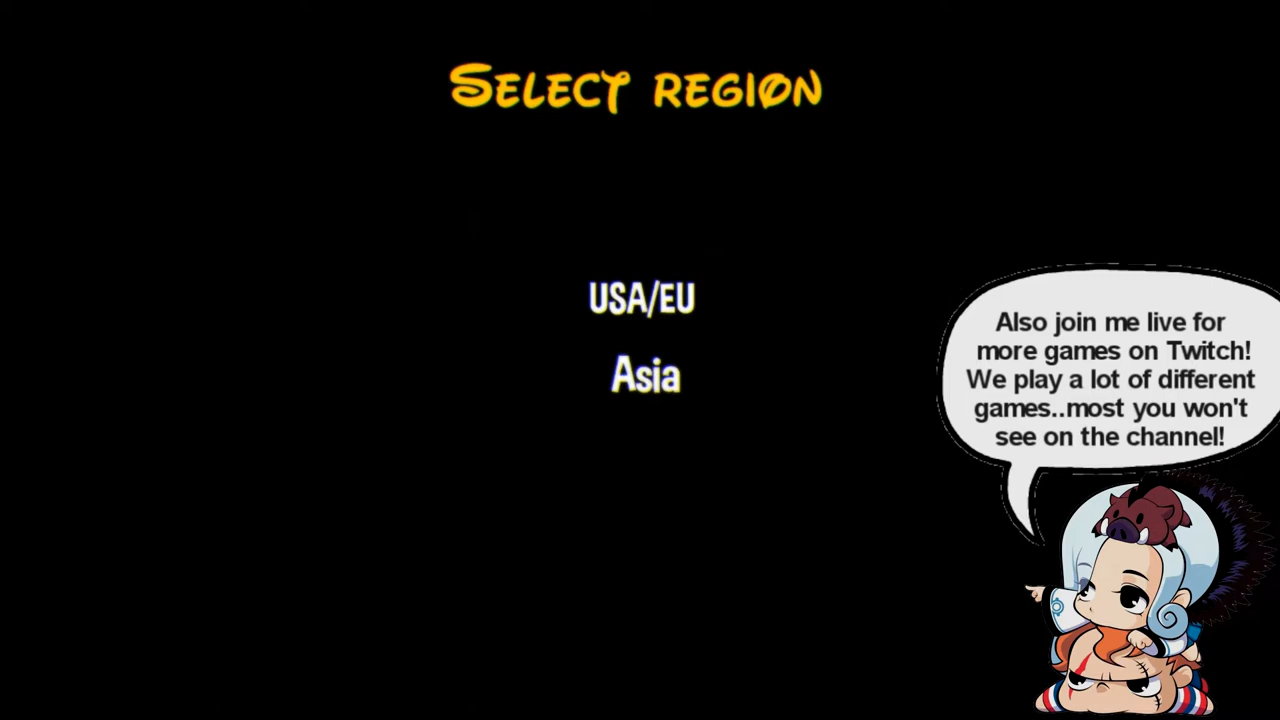 Select region
USA/EU
Asia
Also join me live for
more games on Twitch!
We play a lot of different
games..most you won't
see on the channel!